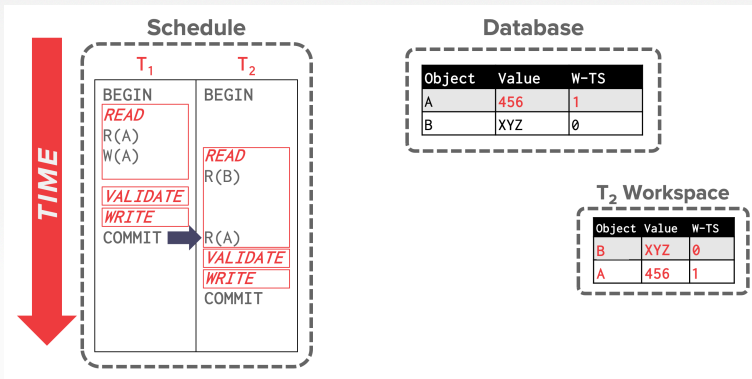 Schedule
T1 T2
BEGIN BEGIN
READ
R(A)
W(A) READ
R(B)
VALIDATE
WRITE
COMMIT R(A)
VALIDATE
WRITE
COMMIT
TIME
Database
Object Value W-TS
A 456 1
B XYZ 0
T2 Workspace
Object Value W-TS
B XYZ 0
A 456 1